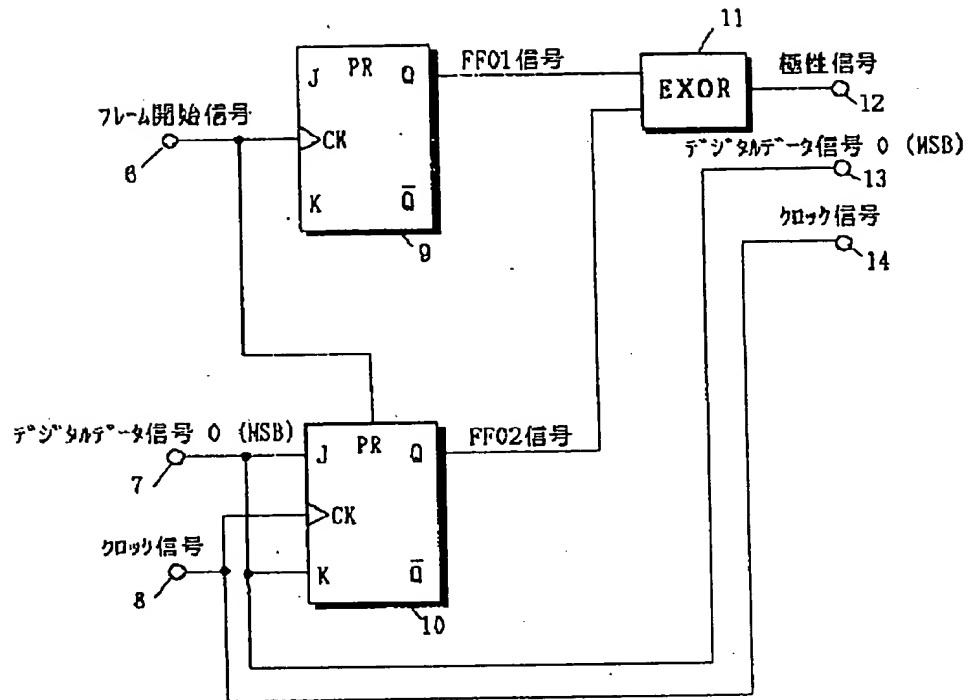 11
FF01信号
EXOR
極性信号
12
J PR Q
フレーム開始信号
6
CK
K Q̅
9
デジタルデータ信号 0 (MSB)
13
クロック信号
14
デジタルデータ信号 0 (MSB)
7
J PR Q
FF02信号
CK
クロック信号
8
K Q̅
10